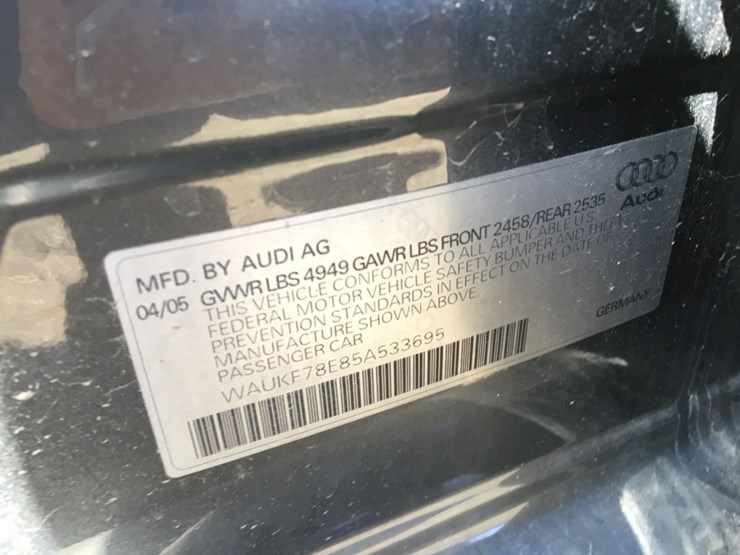 Audi
MFD. BY AUDI AG
04/05 GVWR LBS 4949 GAWR LBS FRONT 2458/REAR 2535
THIS VEHICLE CONFORMS TO ALL APPLICABLE U.S.
FEDERAL MOTOR VEHICLE SAFETY BUMPER AND THEFT
PREVENTION STANDARDS IN EFFECT ON THE DATE OF
MANUFACTURE SHOWN ABOVE
PASSENGER CAR
WAUKF78E85A533695
GERMANY